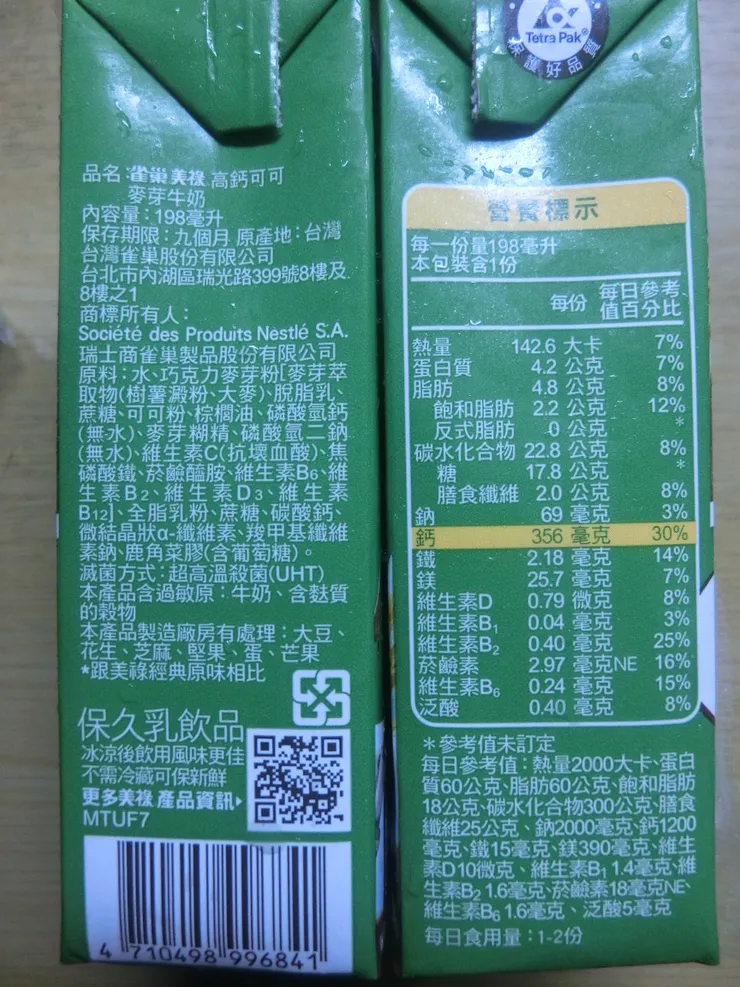 品名:雀巢美祿 高鈣可可
麥芽牛奶
內容量:198毫升
保存期限:九個月 原產地:台灣
台灣雀巢股份有限公司
台北市內湖區瑞光路399號8樓及
8樓之1
商標所有人:
Société des Produits Nestlé S.A.
瑞士商雀巢製品股份有限公司
原料:水、巧克力麥芽粉[麥芽萃
取物(樹薯澱粉、大麥)、脫脂乳、
蔗糖、可可粉、棕櫚油、磷酸氫鈣
(無水)、麥芽糊精、磷酸氫二鈉
(無水)、維生素C(抗壞血酸)、焦
磷酸鐵、菸鹼醯胺、維生素B6、維
生素B2、維生素D3、維生素
B12]、全脂乳粉、蔗糖、碳酸鈣、
微結晶狀α-纖維素、羧甲基纖維
素鈉、鹿角菜膠(含葡萄糖)。
滅菌方式:超高溫殺菌(UHT)
本產品含過敏原:牛奶、含麩質
的穀物
本產品製造廠房有處理:大豆、
花生、芝麻、堅果、蛋、芒果
*跟美祿經典原味相比
保久乳飲品
冰涼後飲用風味更佳
不需冷藏可保新鮮
更多美祿產品資訊
MTUF7
4 710498 996841
Tetra Pak®
保護好品質
營養標示
每一份量198毫升
本包裝含1份
每份 每日參考值百分比
熱量 142.6 大卡 7%
蛋白質 4.2 公克 7%
脂肪 4.8 公克 8%
飽和脂肪 2.2 公克 12%
反式脂肪 0 公克 *
碳水化合物 22.8 公克 8%
糖 17.8 公克 *
膳食纖維 2.0 公克 8%
鈉 69 毫克 3%
鈣 356 毫克 30%
鐵 2.18 毫克 14%
鎂 25.7 毫克 7%
維生素D 0.79 微克 8%
維生素B1 0.04 毫克 3%
維生素B2 0.40 毫克 25%
菸鹼素 2.97 毫克NE 16%
維生素B6 0.24 毫克 15%
泛酸 0.40 毫克 8%
*參考值未訂定
每日參考值:熱量2000大卡、蛋白
質60公克、脂肪60公克、飽和脂肪
18公克、碳水化合物300公克、膳食
纖維25公克、鈉2000毫克、鈣1200
毫克、鐵15毫克、鎂390毫克、維生
素D10微克、維生素B1 1.4毫克、維
生素B2 1.6毫克、菸鹼素18毫克NE、
維生素B6 1.6毫克、泛酸5毫克
每日食用量:1-2份